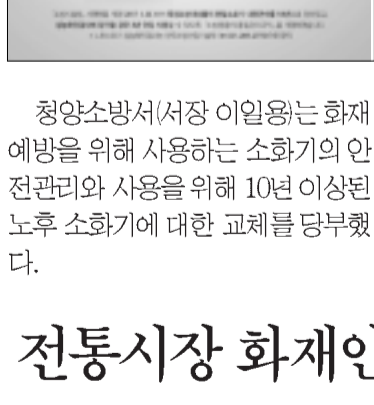 청양소방서(서장 이일용)는 화재
예방을 위해 사용하는 소화기의 안
전관리와 사용을 위해 10년 이상된
노후 소화기에 대한 교체를 당부했
다.
전통시장 화재인